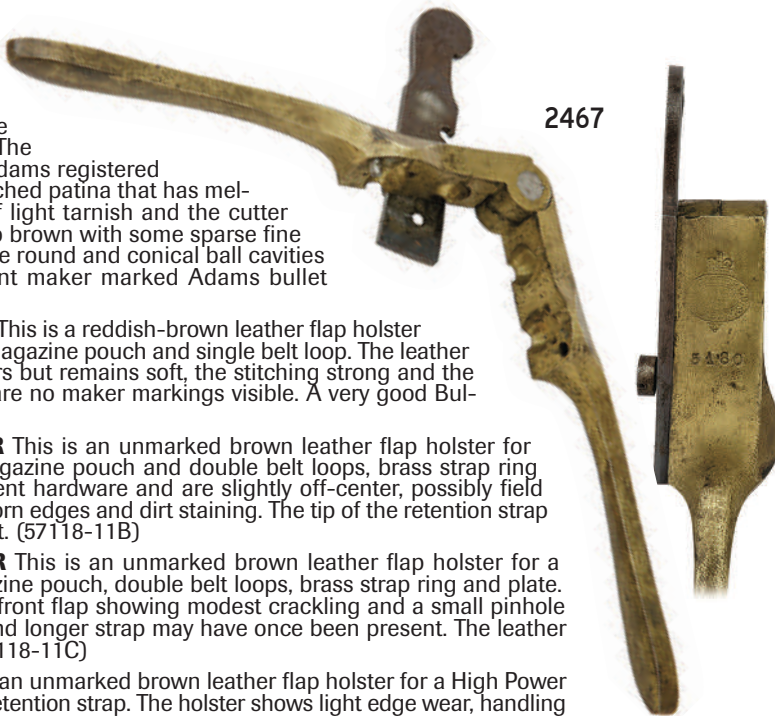 2467
e
The
dams registered
ched patina that has mel-
f light tarnish and the cutter
o brown with some sparse fine
e round and conical ball cavities
nt maker marked Adams bullet
This is a reddish-brown leather flap holster
agazine pouch and single belt loop. The leather
rs but remains soft, the stitching strong and the
are no maker markings visible. A very good Bul-
R This is an unmarked brown leather flap holster for
gazine pouch and double belt loops, brass strap ring
ent hardware and are slightly off-center, possibly field
orn edges and dirt staining. The tip of the retention strap
t. (57118-11B)
R This is an unmarked brown leather flap holster for a
zine pouch, double belt loops, brass strap ring and plate.
front flap showing modest crackling and a small pinhole
nd longer strap may have once been present. The leather
118-11C)
an unmarked brown leather flap holster for a High Power
etention strap. The holster shows light edge wear, handling